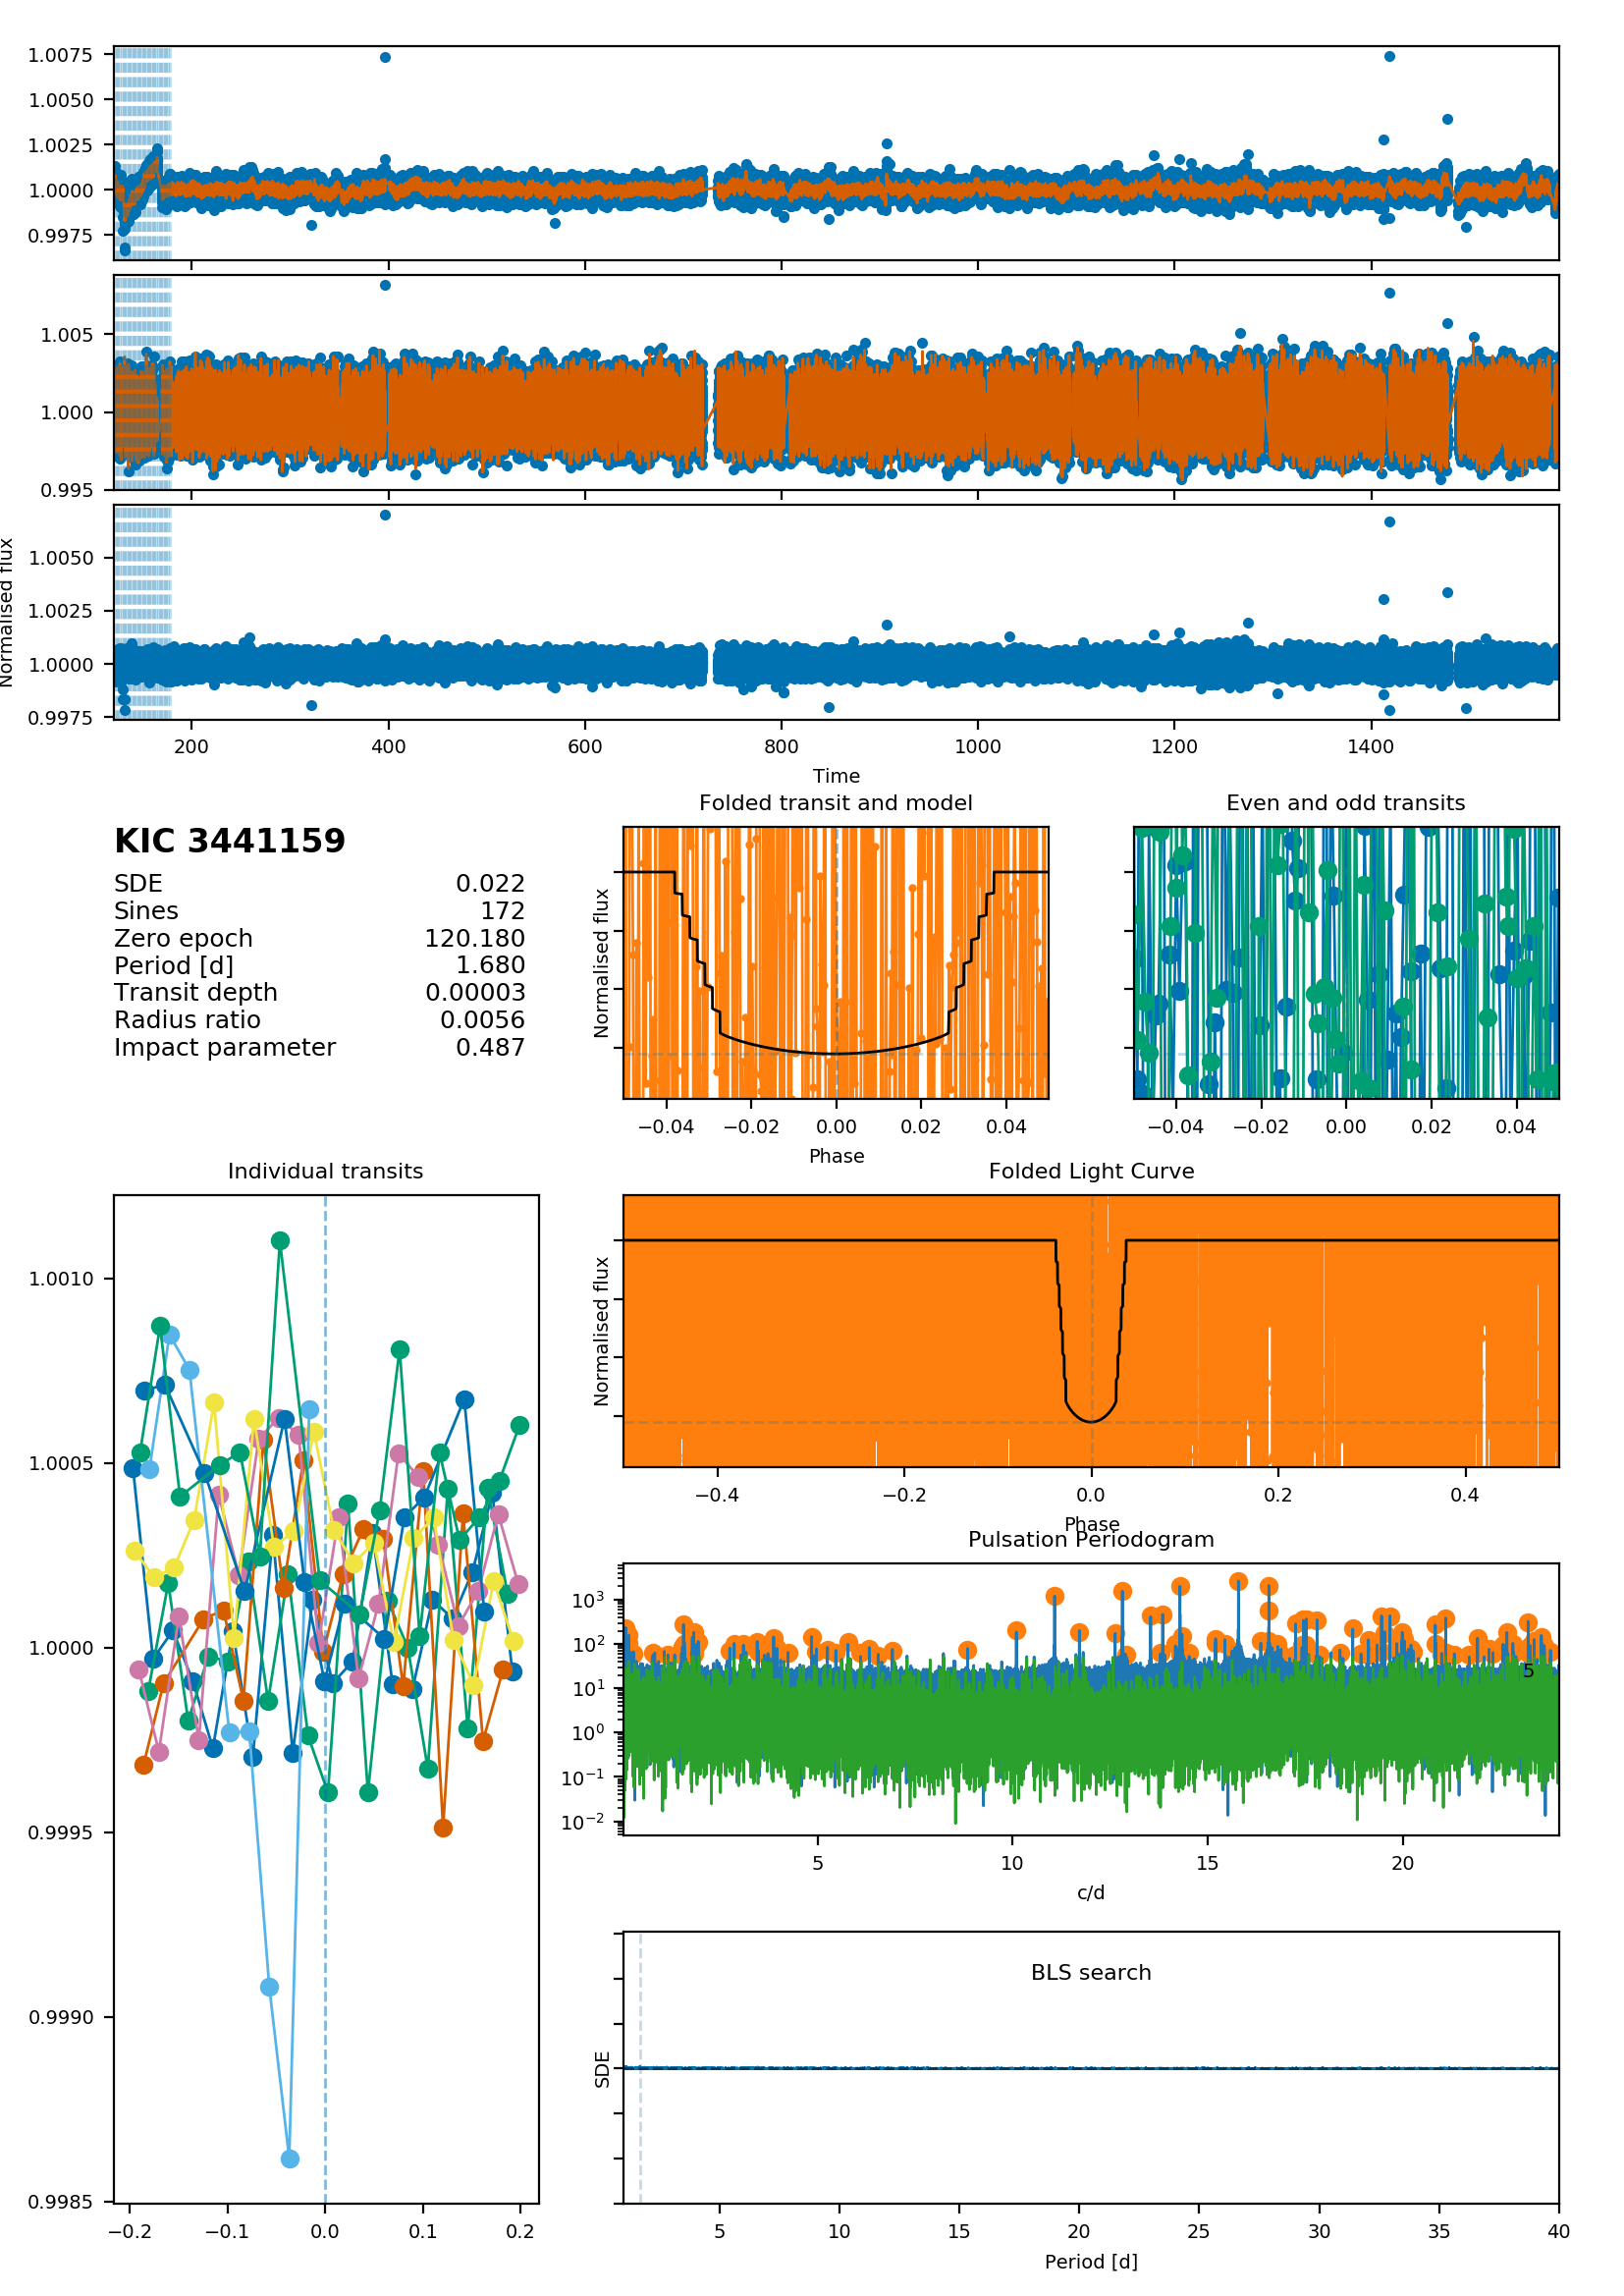 1.0075
1.0050
1.0025
1.0000
0.9975
1.005
1.000
0.995
1.0050
1.0025
1.0000
0.9975
Normalised flux
200 400 600 800 1000 1200 1400
Time
KIC 3441159
SDE 0.022
Sines 172
Zero epoch 120.180
Period [d] 1.680
Transit depth 0.00003
Radius ratio 0.0056
Impact parameter 0.487
Folded transit and model
Normalised flux
−0.04 −0.02 0.00 0.02 0.04
Phase
Even and odd transits
−0.04 −0.02 0.00 0.02 0.04
Individual transits
1.0010
1.0005
1.0000
0.9995
0.9990
0.9985
−0.2 −0.1 0.0 0.1 0.2
Folded Light Curve
Normalised flux
−0.4 −0.2 0.0 0.2 0.4
Phase
Pulsation Periodogram
10³
10²
10¹
10⁰
10⁻¹
10⁻²
5
5 10 15 20
c/d
BLS search
SDE
5 10 15 20 25 30 35 40
Period [d]